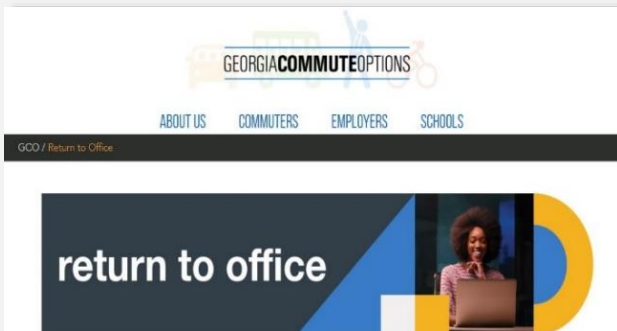 GEORGIACOMMUTEOPTIONS
ABOUT US COMMUTERS EMPLOYERS SCHOOLS
GCO / Return to Office
return to office